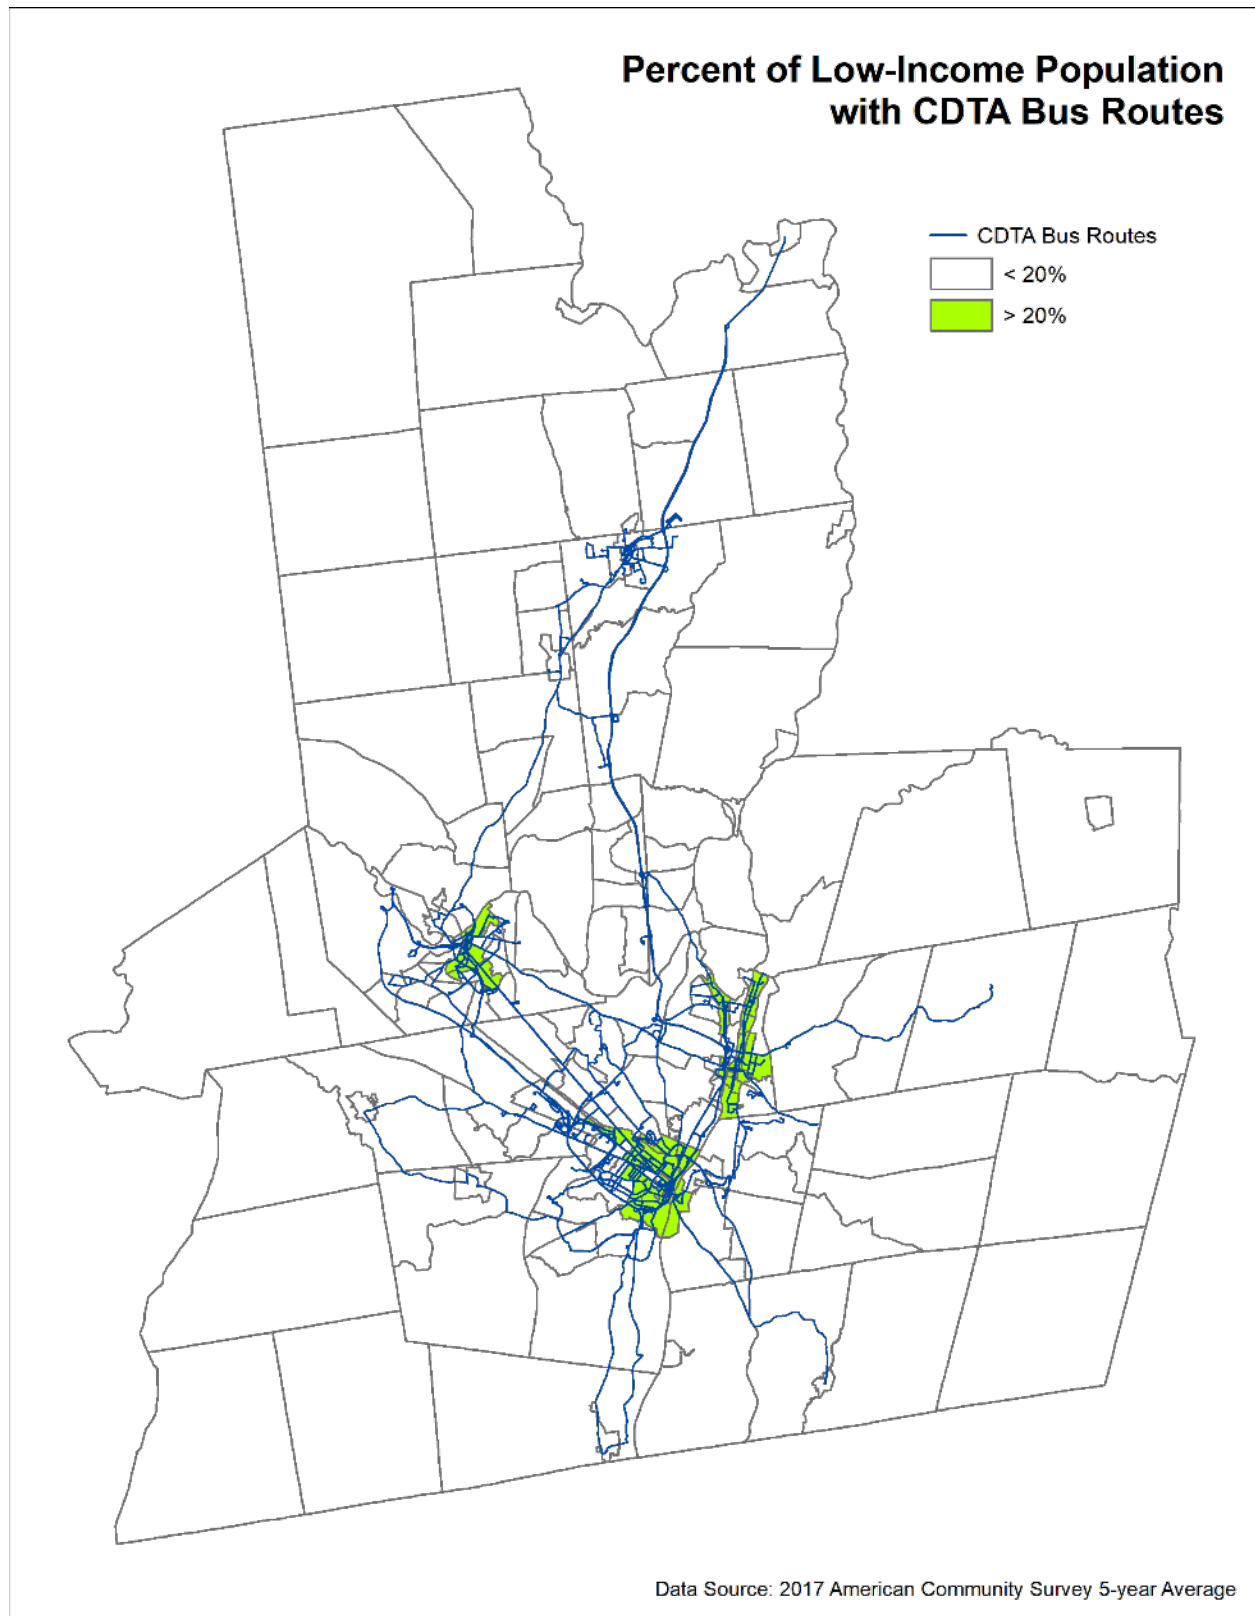 Percent of Low-Income Population
with CDTA Bus Routes
CDTA Bus Routes
< 20%
> 20%
Data Source: 2017 American Community Survey 5-year Average